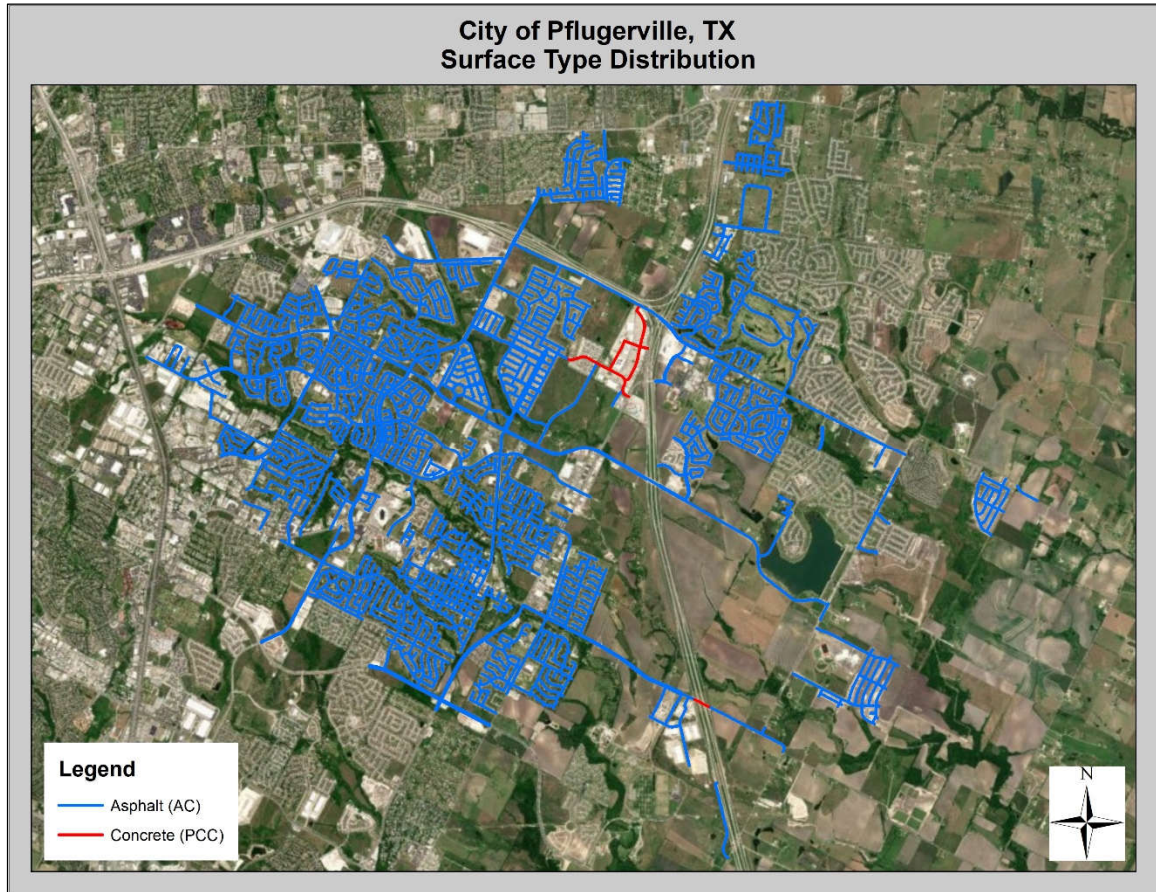 City of Pflugerville, TX
Surface Type Distribution
Legend
Asphalt (AC)
Concrete (PCC)
N